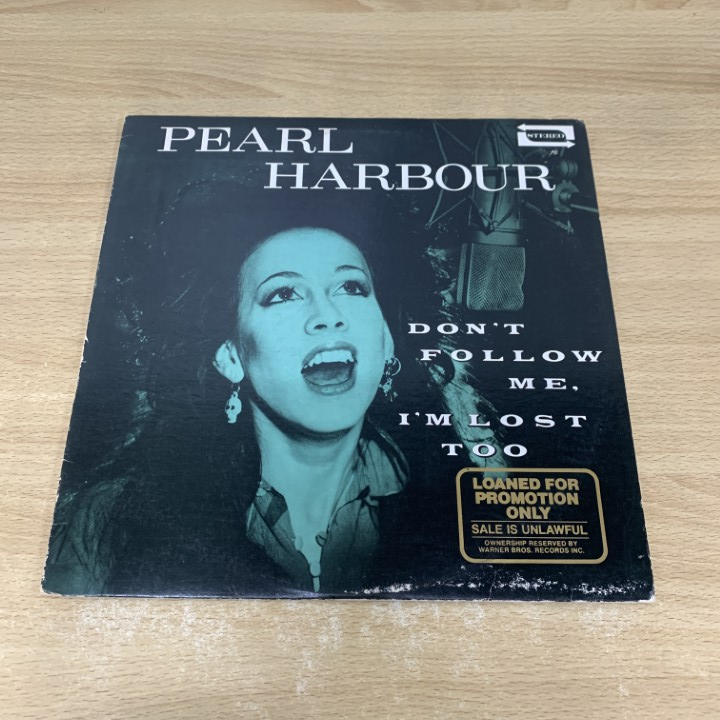 PEARL
HARBOUR
STEREO
DON'T
FOLLOW
ME,
I'M LOST
TOO
LOANED FOR
PROMOTION
ONLY
SALE IS UNLAWFUL
OWNERSHIP RESERVED BY
WARNER BROS. RECORDS INC.